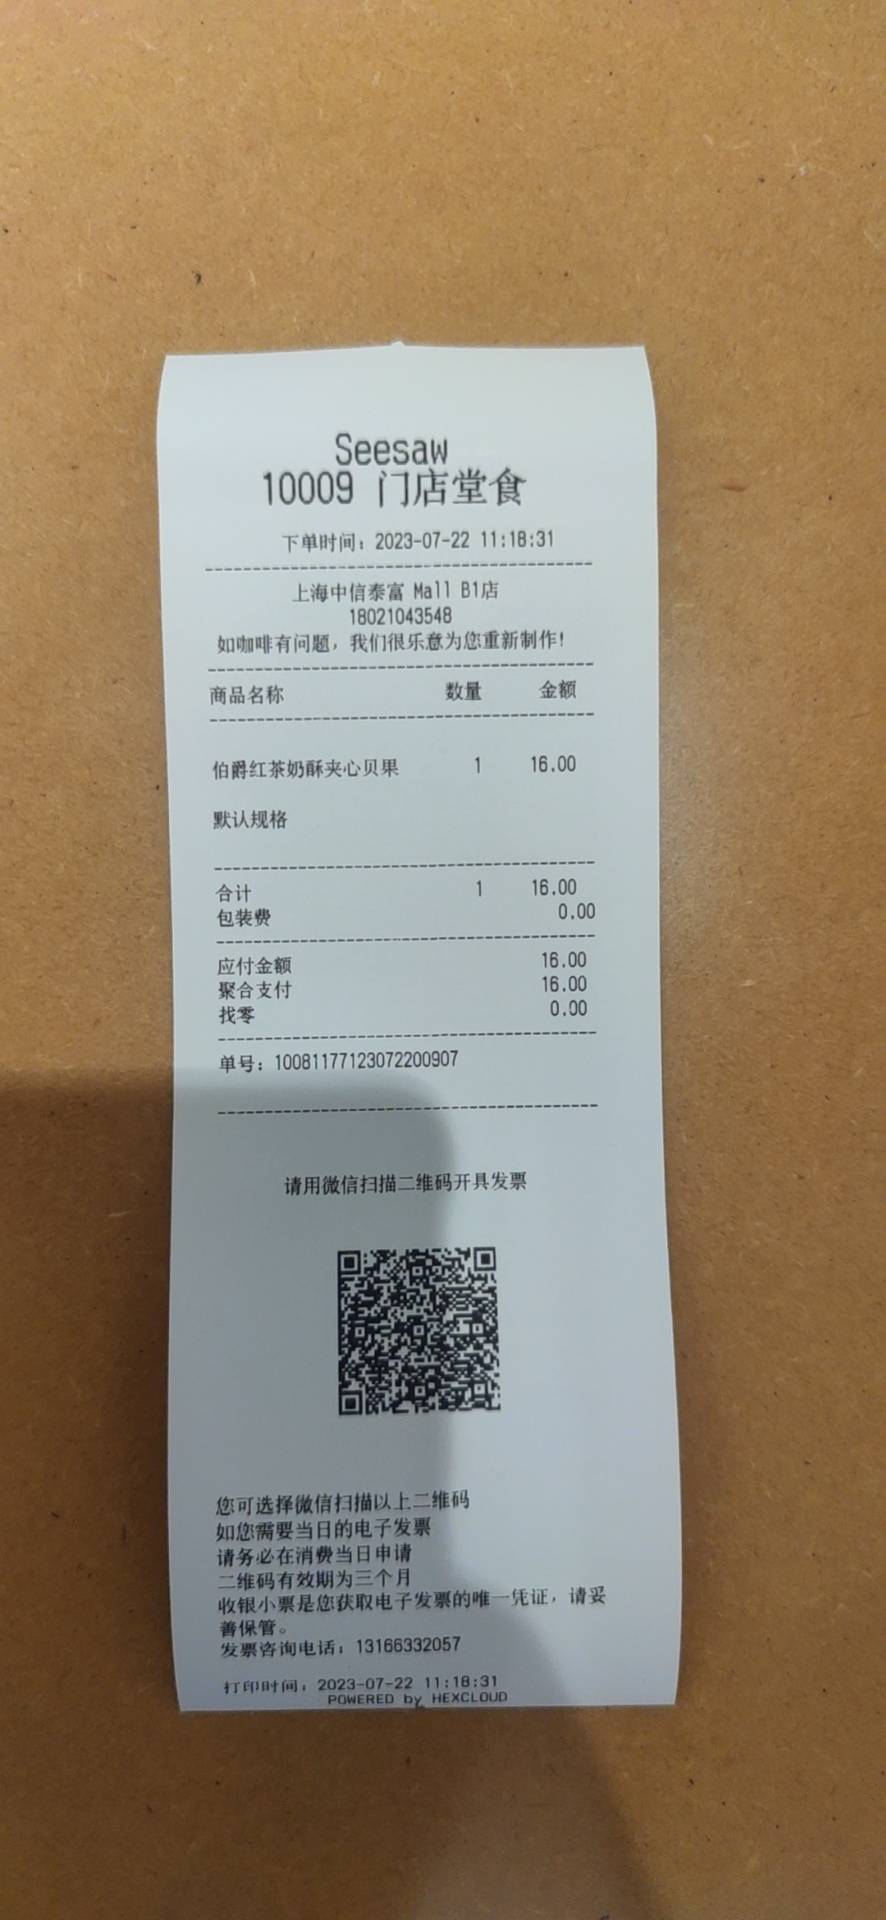 Seesaw
10009 门店堂食
下单时间：2023-07-22 11:18:31
上海中信泰富 Mall B1店
18021043548
如咖啡有问题，我们很乐意为您重新制作！
商品名称 数量 金额
伯爵红茶奶酥夹心贝果 1 16.00
默认规格
合计 1 16.00
包装费 0.00
应付金额 16.00
聚合支付 16.00
找零 0.00
单号：10081177123072200907
请用微信扫描二维码开具发票
您可选择微信扫描以上二维码
如您需要当日的电子发票
请务必在消费当日申请
二维码有效期为三个月
收银小票是您获取电子发票的唯一凭证，请妥
善保管。
发票咨询电话：13166332057
打印时间：2023-07-22 11:18:31
POWERED by HEXCLOUD